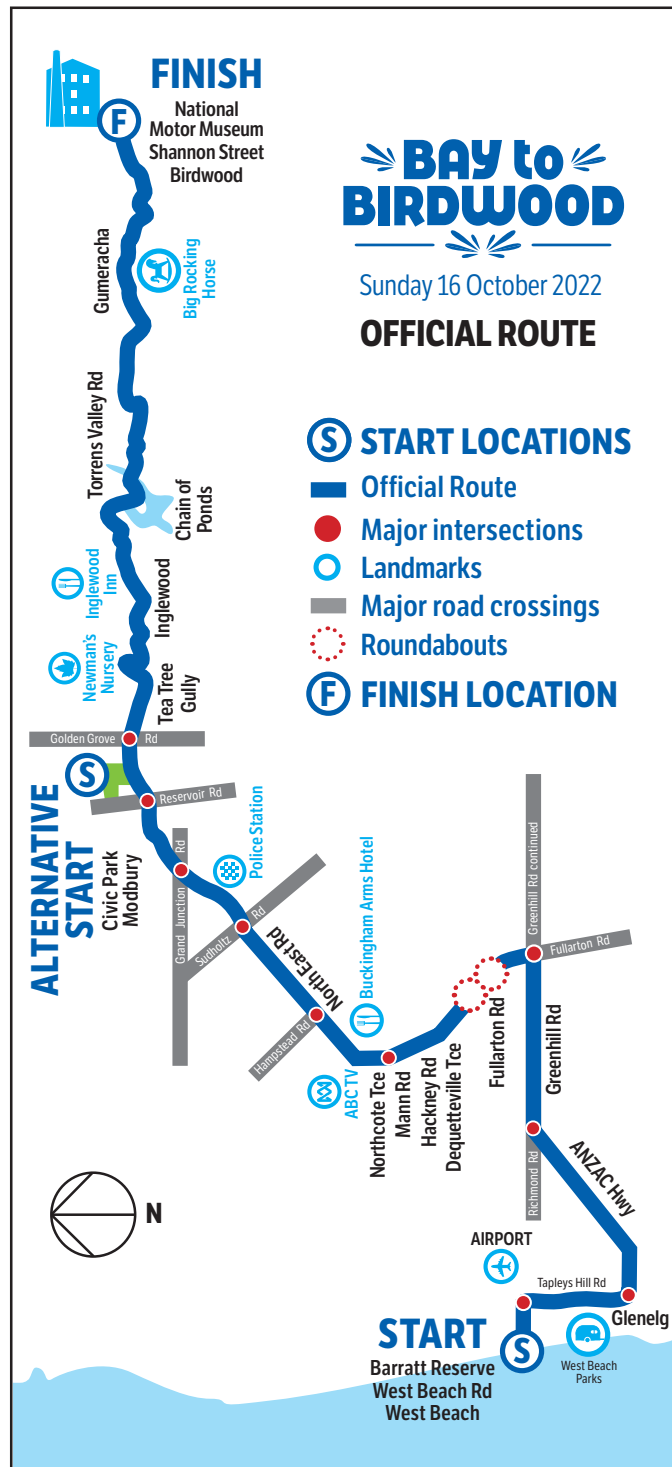 FINISH
National
Motor Museum
Shannon Street
Birdwood
F
BAY to
BIRDWOOD
Sunday 16 October 2022
OFFICIAL ROUTE
S START LOCATIONS
Official Route
Major intersections
Landmarks
Major road crossings
Roundabouts
F FINISH LOCATION
Gumeracha
Big Rocking
Horse
Torrens Valley Rd
Chain of
Ponds
Inglewood
Inn
Inglewood
Newman's
Nursery
Tea Tree
Gully
Golden Grove Rd
S
ALTERNATIVE
START
Civic Park
Modbury
Reservoir Rd
Grand Junction Rd
Police Station
Sudholtz Rd
North East Rd
Hampstead Rd
Buckingham Arms Hotel
ABC TV
Northcote Tce
Mann Rd
Hackney Rd
Dequetteville Tce
Fullarton Rd
Greenhill Rd continued
Fullarton Rd
Greenhill Rd
Richmond Rd
ANZAC Hwy
N
AIRPORT
Tapleys Hill Rd
Glenelg
START
Barratt Reserve
West Beach Rd
West Beach
S
West Beach
Parks